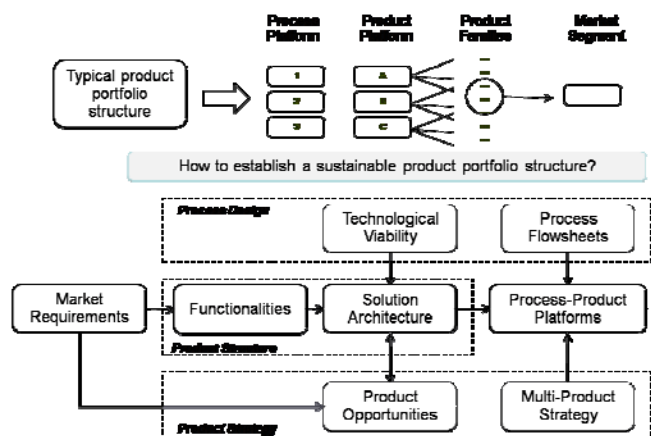 Process Platform
Product Platform
Product Families
Market Segment
Typical product
portfolio
structure
1
A
2
B
3
C
How to establish a sustainable product portfolio structure?
Process Design
Technological
Viability
Process
Flowsheets
Market
Requirements
Functionalities
Solution
Architecture
Process-Product
Platforms
Product Structure
Product
Opportunities
Multi-Product
Strategy
Product Strategy